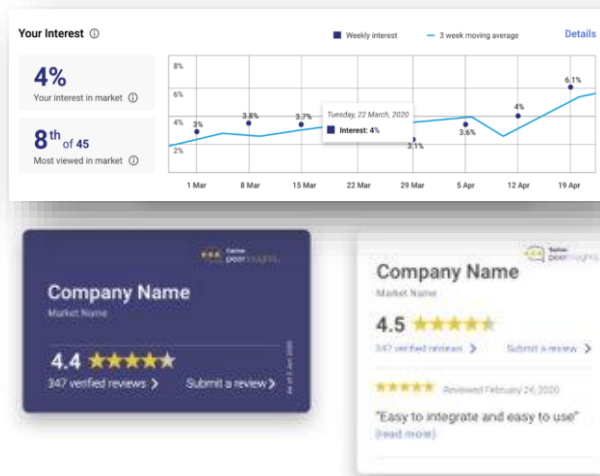 Your Interest
Weekly interest
3 week moving average
Details
4%
Your interest in market
8th of 45
Most viewed in market
8%
6%
4%
2%
3%
3.8%
3.7%
Tuesday, 22 March, 2020
Interest: 4%
3.1%
3.6%
4%
6.1%
1 Mar
8 Mar
15 Mar
22 Mar
29 Mar
5 Apr
12 Apr
19 Apr
peer insights
Company Name
Market Name
4.4
347 verified reviews
Submit a review
peer insights
Company Name
Market Name
4.5
347 verified reviews
Submit a review
Reviewed February 24, 2020
"Easy to integrate and easy to use"
(read more)